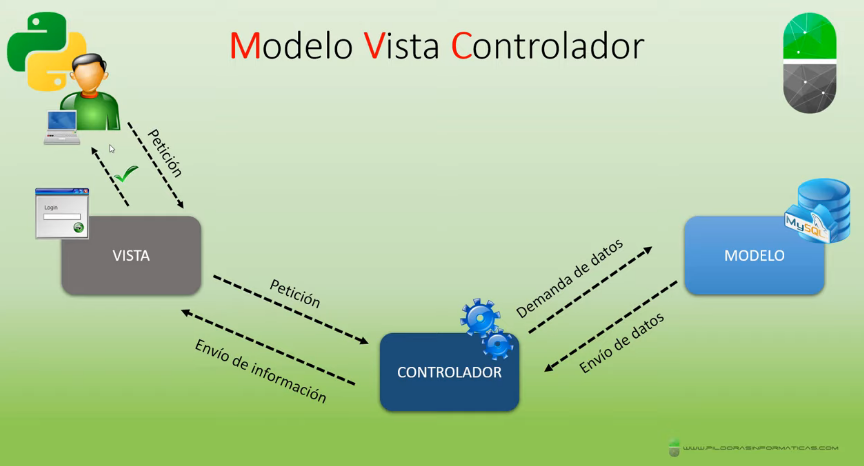 Modelo Vista Controlador
Petición
Login
VISTA
Petición
Envío de información
CONTROLADOR
Demanda de datos
Envío de datos
MODELO
MySQL
WWW.PILDORASINFORMATICAS.COM